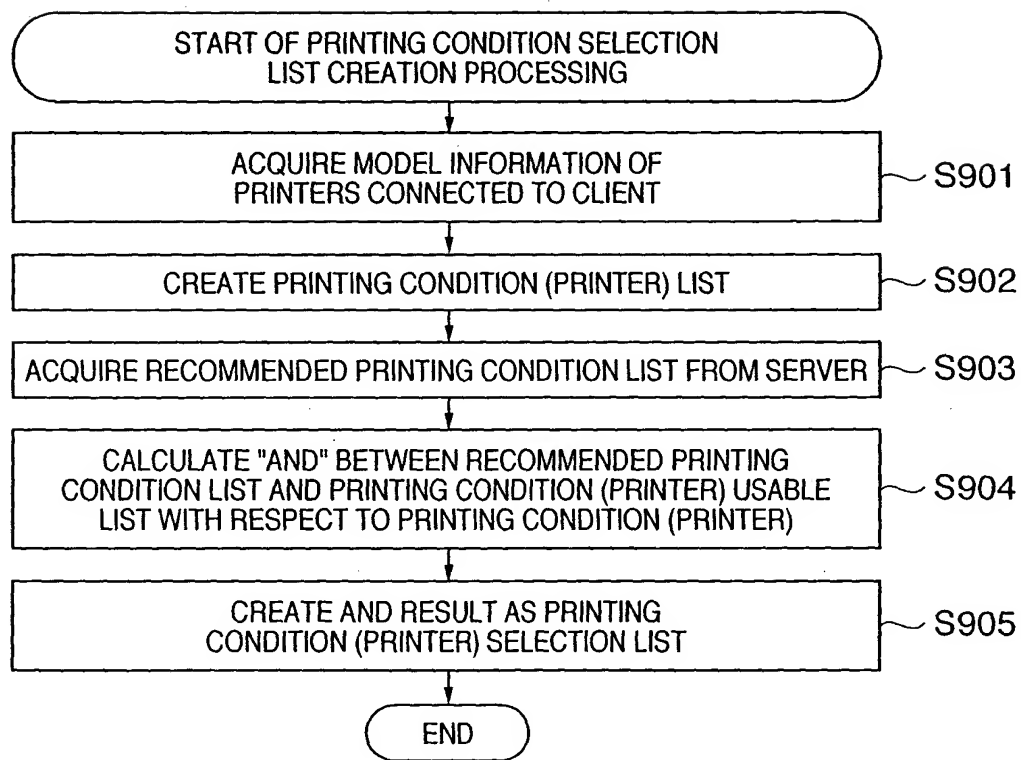 START OF PRINTING CONDITION SELECTION
LIST CREATION PROCESSING
ACQUIRE MODEL INFORMATION OF
PRINTERS CONNECTED TO CLIENT
S901
CREATE PRINTING CONDITION (PRINTER) LIST
S902
ACQUIRE RECOMMENDED PRINTING CONDITION LIST FROM SERVER
S903
CALCULATE "AND" BETWEEN RECOMMENDED PRINTING
CONDITION LIST AND PRINTING CONDITION (PRINTER) USABLE
LIST WITH RESPECT TO PRINTING CONDITION (PRINTER)
S904
CREATE AND RESULT AS PRINTING
CONDITION (PRINTER) SELECTION LIST
S905
END